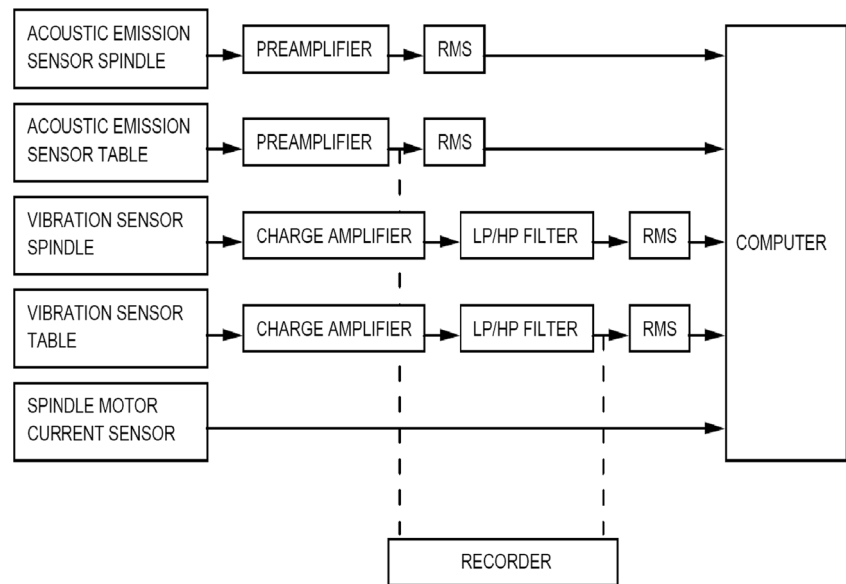 ACOUSTIC EMISSION
SENSOR SPINDLE
PREAMPLIFIER
RMS
ACOUSTIC EMISSION
SENSOR TABLE
PREAMPLIFIER
RMS
VIBRATION SENSOR
SPINDLE
CHARGE AMPLIFIER
LP/HP FILTER
RMS
COMPUTER
VIBRATION SENSOR
TABLE
CHARGE AMPLIFIER
LP/HP FILTER
RMS
SPINDLE MOTOR
CURRENT SENSOR
RECORDER